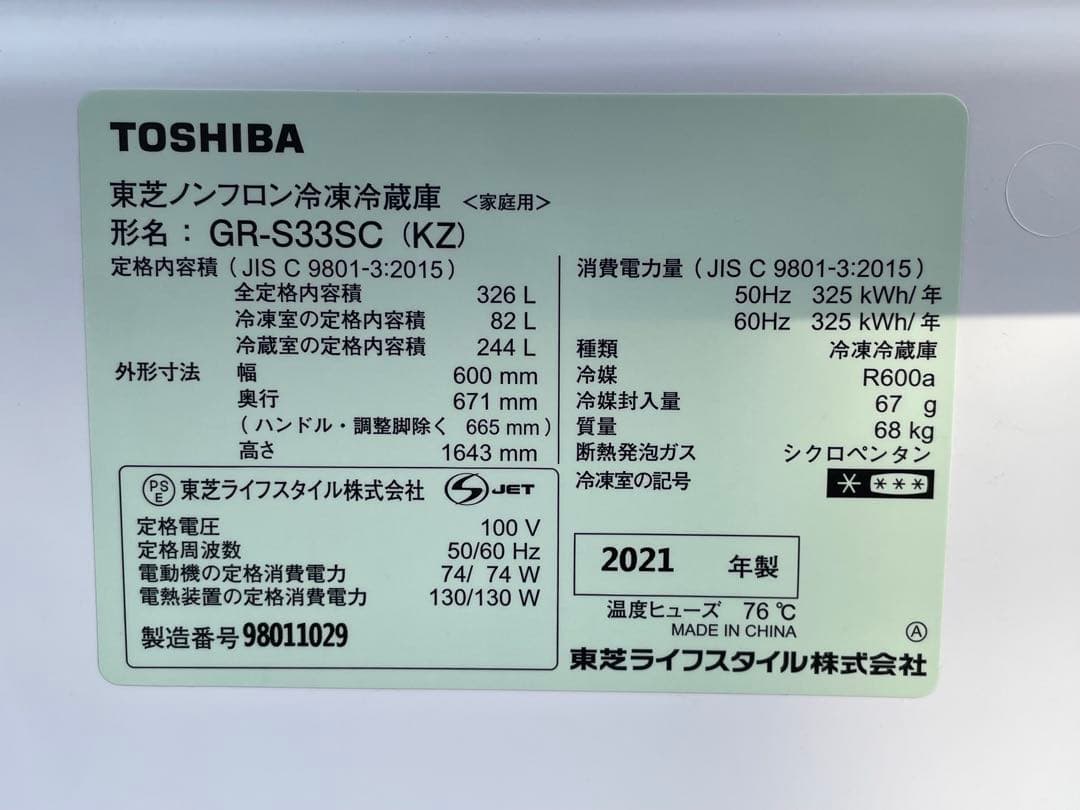 TOSHIBA
東芝ノンフロン冷凍冷蔵庫 <家庭用>
形名： GR-S33SC (KZ)
定格内容積 ( JIS C 9801-3:2015 )
全定格内容積 326 L
冷凍室の定格内容積 82 L
冷蔵室の定格内容積 244 L
外形寸法 幅 600 mm
奥行 671 mm
( ハンドル・調整脚除く 665 mm )
高さ 1643 mm
消費電力量 ( JIS C 9801-3:2015 )
50Hz 325 kWh/年
60Hz 325 kWh/年
種類 冷凍冷蔵庫
冷媒 R600a
冷媒封入量 67 g
質量 68 kg
断熱発泡ガス シクロペンタン
冷凍室の記号 * ***
PSE 東芝ライフスタイル株式会社 S JET
定格電圧 100 V
定格周波数 50/60 Hz
電動機の定格消費電力 74/ 74 W
電熱装置の定格消費電力 130/130 W
製造番号 98011029
2021 年製
温度ヒューズ 76℃
MADE IN CHINA
A
東芝ライフスタイル株式会社